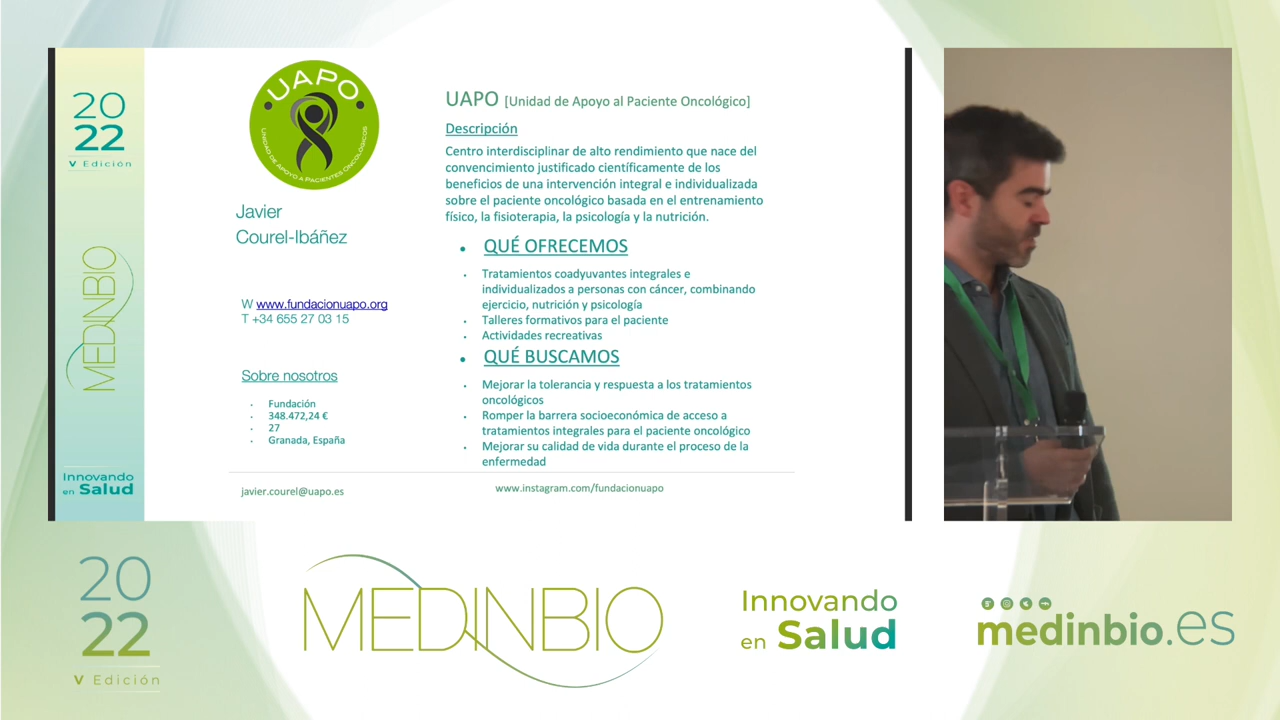 20
22
V Edición
MEDINBIO
Innovando
en Salud
UAPO
UNIDAD DE APOYO A PACIENTES ONCOLÓGICOS
Javier
Courel-Ibáñez
W www.fundacionuapo.org
T +34 655 27 03 15
Sobre nosotros
Fundación
348.472,24 €
27
Granada, España
javier.courel@uapo.es
UAPO [Unidad de Apoyo al Paciente Oncológico]
Descripción
Centro interdisciplinar de alto rendimiento que nace del
convencimiento justificado científicamente de los
beneficios de una intervención integral e individualizada
sobre el paciente oncológico basada en el entrenamiento
físico, la fisioterapia, la psicología y la nutrición.
• QUÉ OFRECEMOS
• Tratamientos coadyuvantes integrales e
individualizados a personas con cáncer, combinando
ejercicio, nutrición y psicología
• Talleres formativos para el paciente
• Actividades recreativas
• QUÉ BUSCAMOS
• Mejorar la tolerancia y respuesta a los tratamientos
oncológicos
• Romper la barrera socioeconómica de acceso a
tratamientos integrales para el paciente oncológico
• Mejorar su calidad de vida durante el proceso de la
enfermedad
www.instagram.com/fundacionuapo
20
22
V Edición
MEDINBIO
Innovando
en Salud
medinbio.es